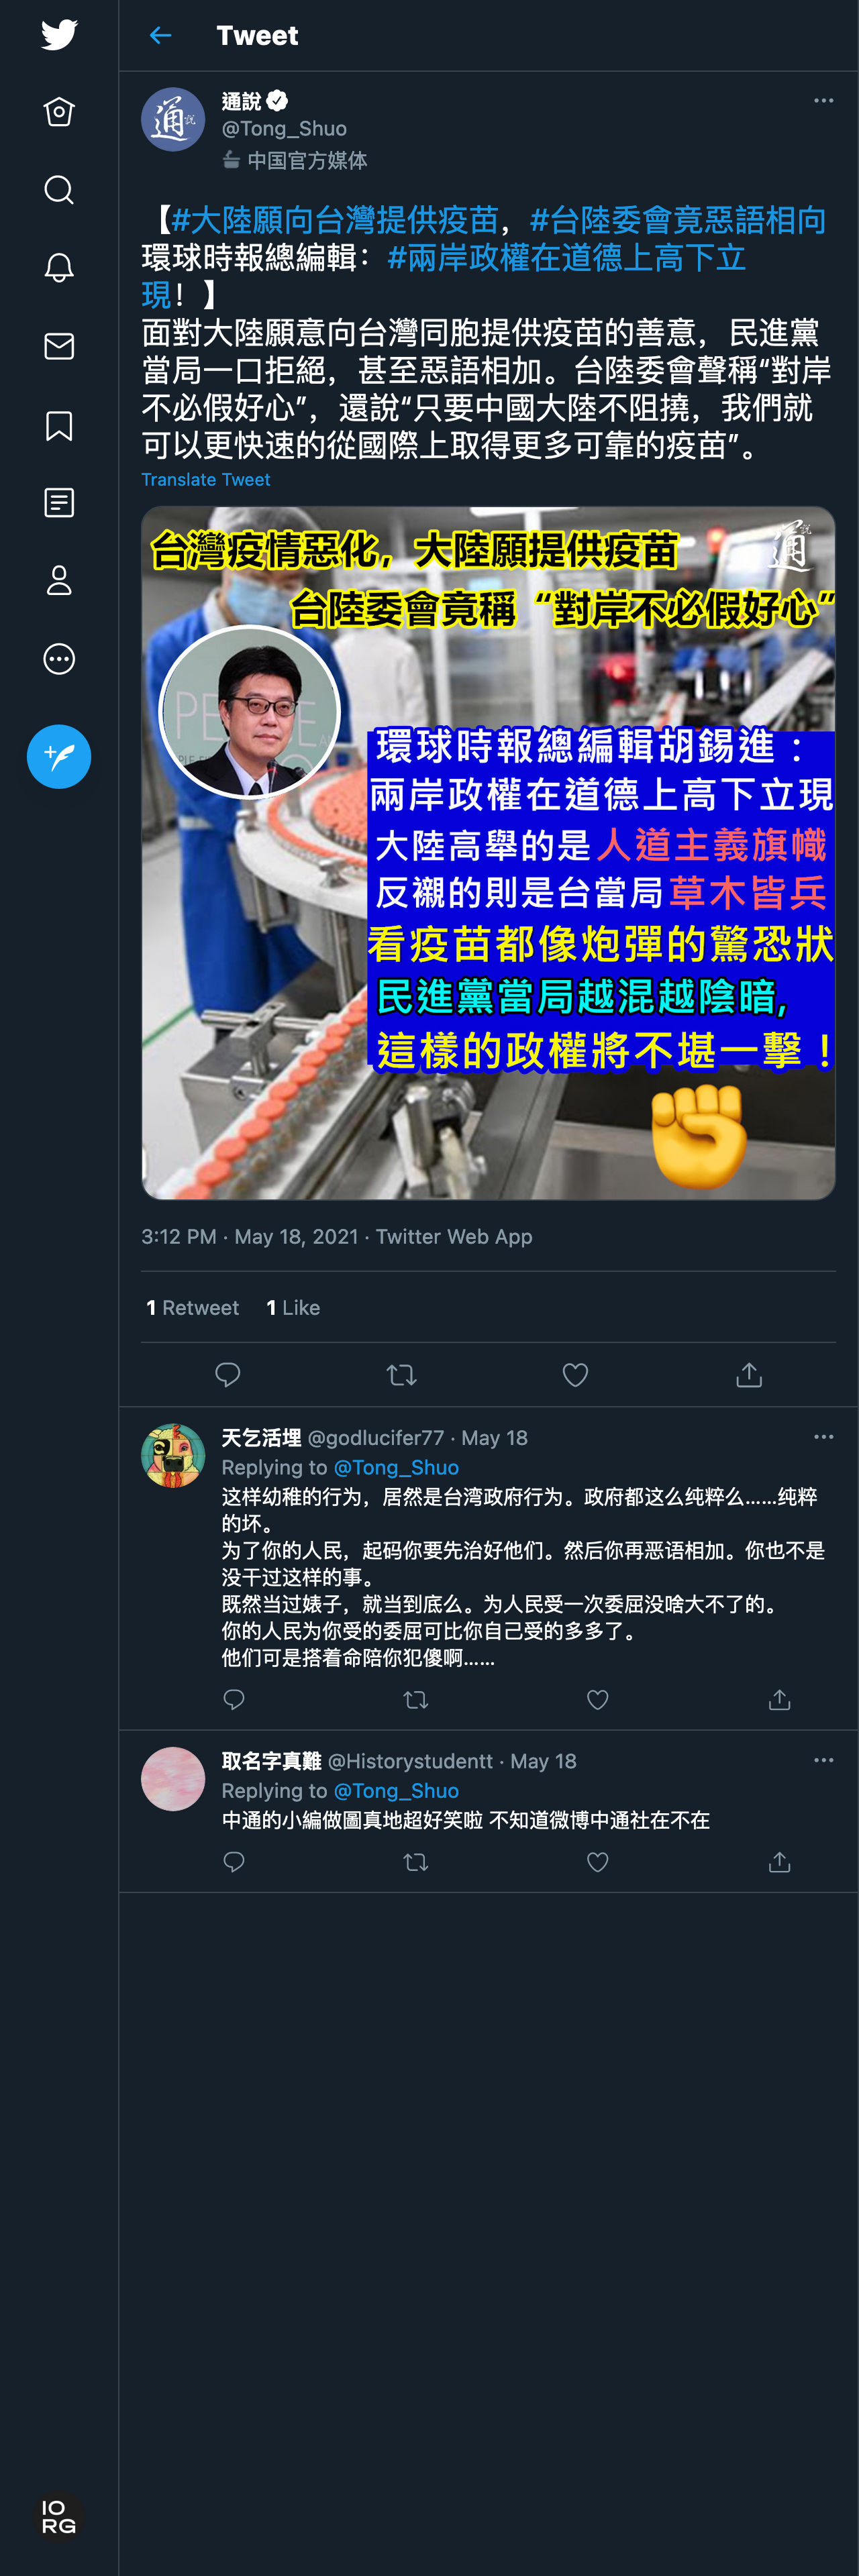 Tweet
通說
@Tong_Shuo
中国官方媒体
【#大陸願向台灣提供疫苗，#台陸委會竟惡語相向
環球時報總編輯：#兩岸政權在道德上高下立
現！】
面對大陸願意向台灣同胞提供疫苗的善意，民進黨
當局一口拒絕，甚至惡語相加。台陸委會聲稱“對岸
不必假好心”，還說“只要中國大陸不阻撓，我們就
可以更快速的從國際上取得更多可靠的疫苗”。
Translate Tweet
台灣疫情惡化，大陸願提供疫苗
通
台陸委會竟稱“對岸不必假好心”
環球時報總編輯胡錫進：
兩岸政權在道德上高下立現
大陸高舉的是人道主義旗幟
反襯的則是台當局草木皆兵
看疫苗都像炮彈的驚恐狀
民進黨當局越混越陰暗，
這樣的政權將不堪一擊！
3:12 PM · May 18, 2021 · Twitter Web App
1 Retweet 1 Like
天乞活埋 @godlucifer77 · May 18
Replying to @Tong_Shuo
这样幼稚的行为，居然是台湾政府行为。政府都这么纯粹么……纯粹
的坏。
为了你的人民，起码你要先治好他们。然后你再恶语相加。你也不是
没干过这样的事。
既然当过婊子，就当到底么。为人民受一次委屈没啥大不了的。
你的人民为你受的委屈可比你自己受的多多了。
他们可是搭着命陪你犯傻啊……
取名字真難 @Historystudentt · May 18
Replying to @Tong_Shuo
中通的小編做圖真地超好笑啦 不知道微博中通社在不在
IO
RG